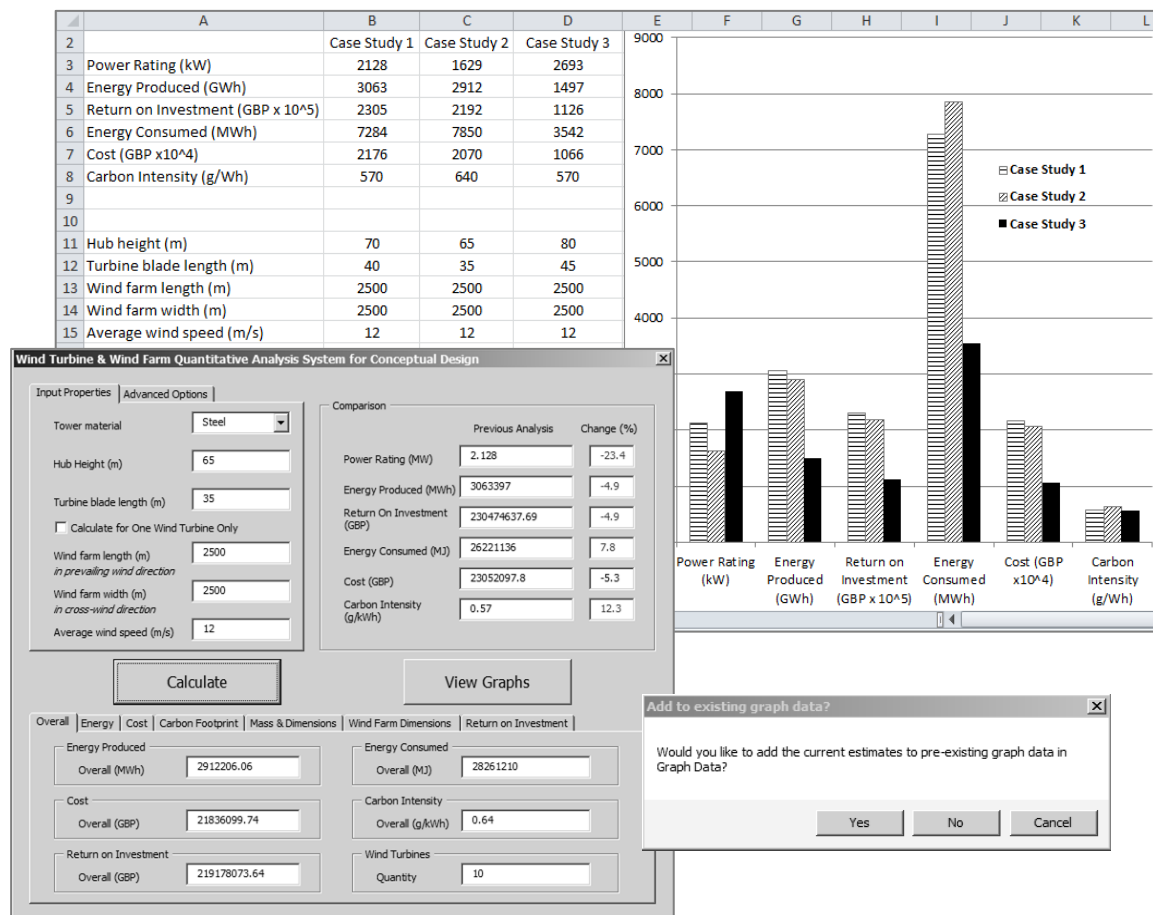 A B C D E F G H I J K L
2 Case Study 1 Case Study 2 Case Study 3
3 Power Rating (kW) 2128 1629 2693
4 Energy Produced (GWh) 3063 2912 1497
5 Return on Investment (GBP x 10^5) 2305 2192 1126
6 Energy Consumed (MWh) 7284 7850 3542
7 Cost (GBP x10^4) 2176 2070 1066
8 Carbon Intensity (g/Wh) 570 640 570
9
10
11 Hub height (m) 70 65 80
12 Turbine blade length (m) 40 35 45
13 Wind farm length (m) 2500 2500 2500
14 Wind farm width (m) 2500 2500 2500
15 Average wind speed (m/s) 12 12 12
9000
8000
7000
6000
5000
4000
Case Study 1
Case Study 2
Case Study 3
Power Rating Energy Return on Energy Cost (GBP Carbon
(kW) Produced Investment Consumed x10^4) Intensity
(GWh) (GBP x 10^5) (MWh) (g/Wh)
Wind Turbine & Wind Farm Quantitative Analysis System for Conceptual Design
Input Properties Advanced Options
Tower material Steel
Hub Height (m) 65
Turbine blade length (m) 35
Calculate for One Wind Turbine Only
Wind farm length (m) 2500
in prevailing wind direction
Wind farm width (m) 2500
in cross-wind direction
Average wind speed (m/s) 12
Comparison
Previous Analysis Change (%)
Power Rating (MW) 2.128 -23.4
Energy Produced (MWh) 3063397 -4.9
Return On Investment
(GBP) 230474637.69 -4.9
Energy Consumed (MJ) 26221136 7.8
Cost (GBP) 23052097.8 -5.3
Carbon Intensity
(g/kWh) 0.57 12.3
Calculate View Graphs
Overall Energy Cost Carbon Footprint Mass & Dimensions Wind Farm Dimensions Return on Investment
Energy Produced
Overall (MWh) 2912206.06
Energy Consumed
Overall (MJ) 28261210
Cost
Overall (GBP) 21836099.74
Carbon Intensity
Overall (g/kWh) 0.64
Return on Investment
Overall (GBP) 219178073.64
Wind Turbines
Quantity 10
Add to existing graph data?
Would you like to add the current estimates to pre-existing graph data in
Graph Data?
Yes No Cancel